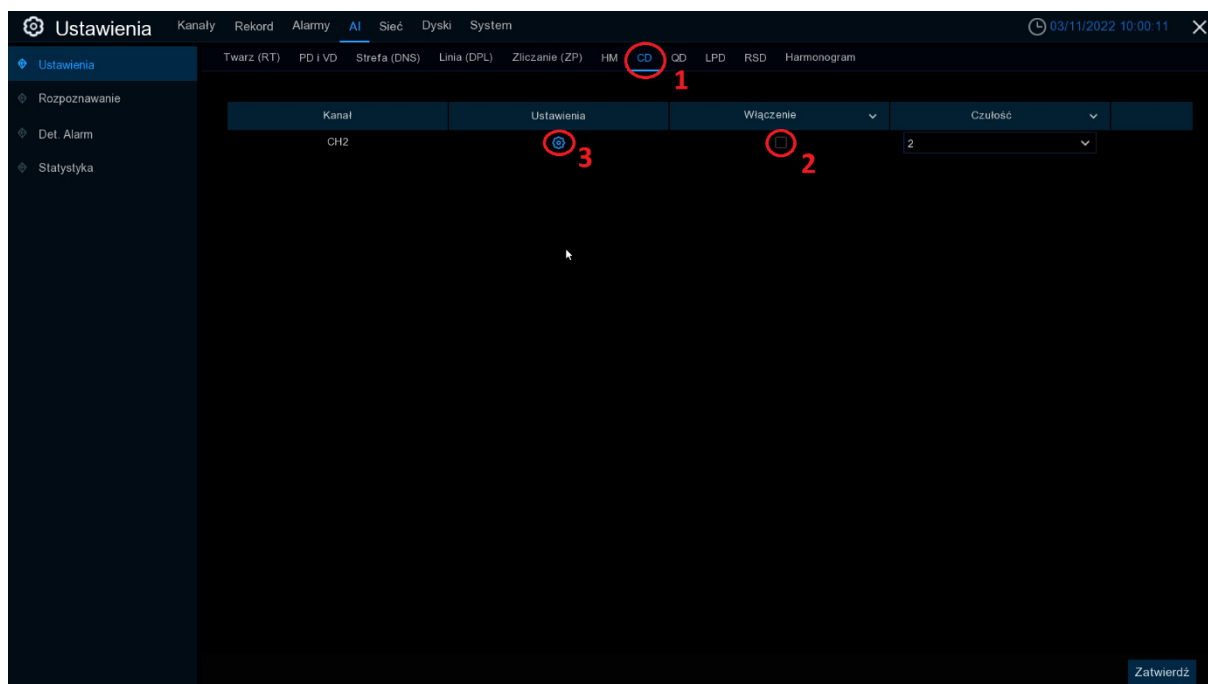 Ustawienia Kanały Rekord Alarmy AI Sieć Dyski System 03/11/2022 10:00:11
Ustawienia
Rozpoznawanie
Det. Alarm
Statystyka
Twarz (RT) PD i VD Strefa (DNS) Linia (DPL) Zliczanie (ZP) HM CD QD LPD RSD Harmonogram
1
Kanał Ustawienia Włączenie Czułość
CH2 2
3 2
Zatwierdź